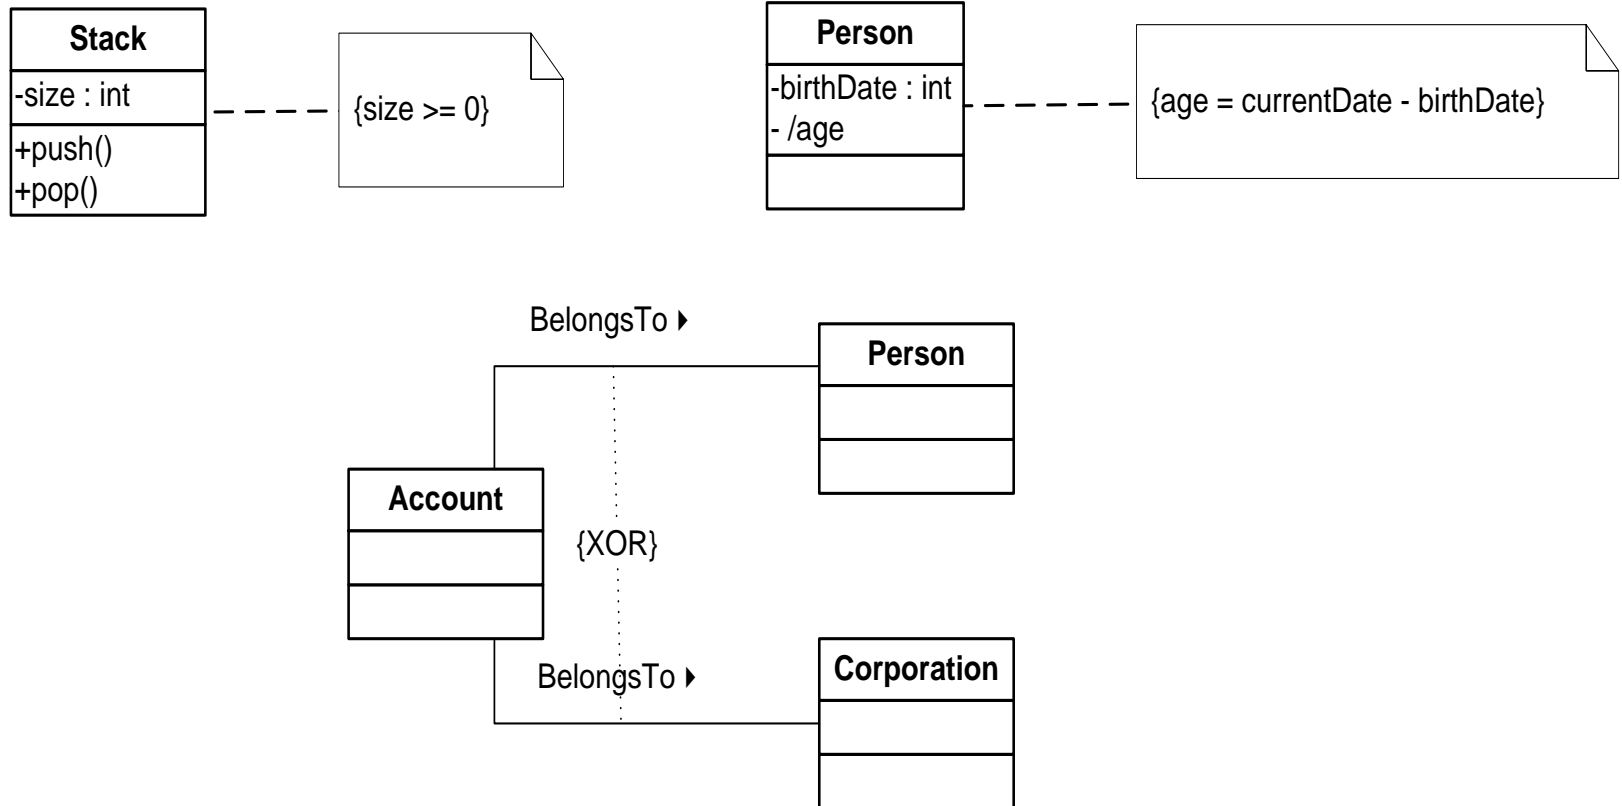 Stack
-size : int
+push()
+pop()
{size >= 0}
Person
-birthDate : int
- /age
{age = currentDate - birthDate}
BelongsTo
Person
Account
{XOR}
BelongsTo
Corporation